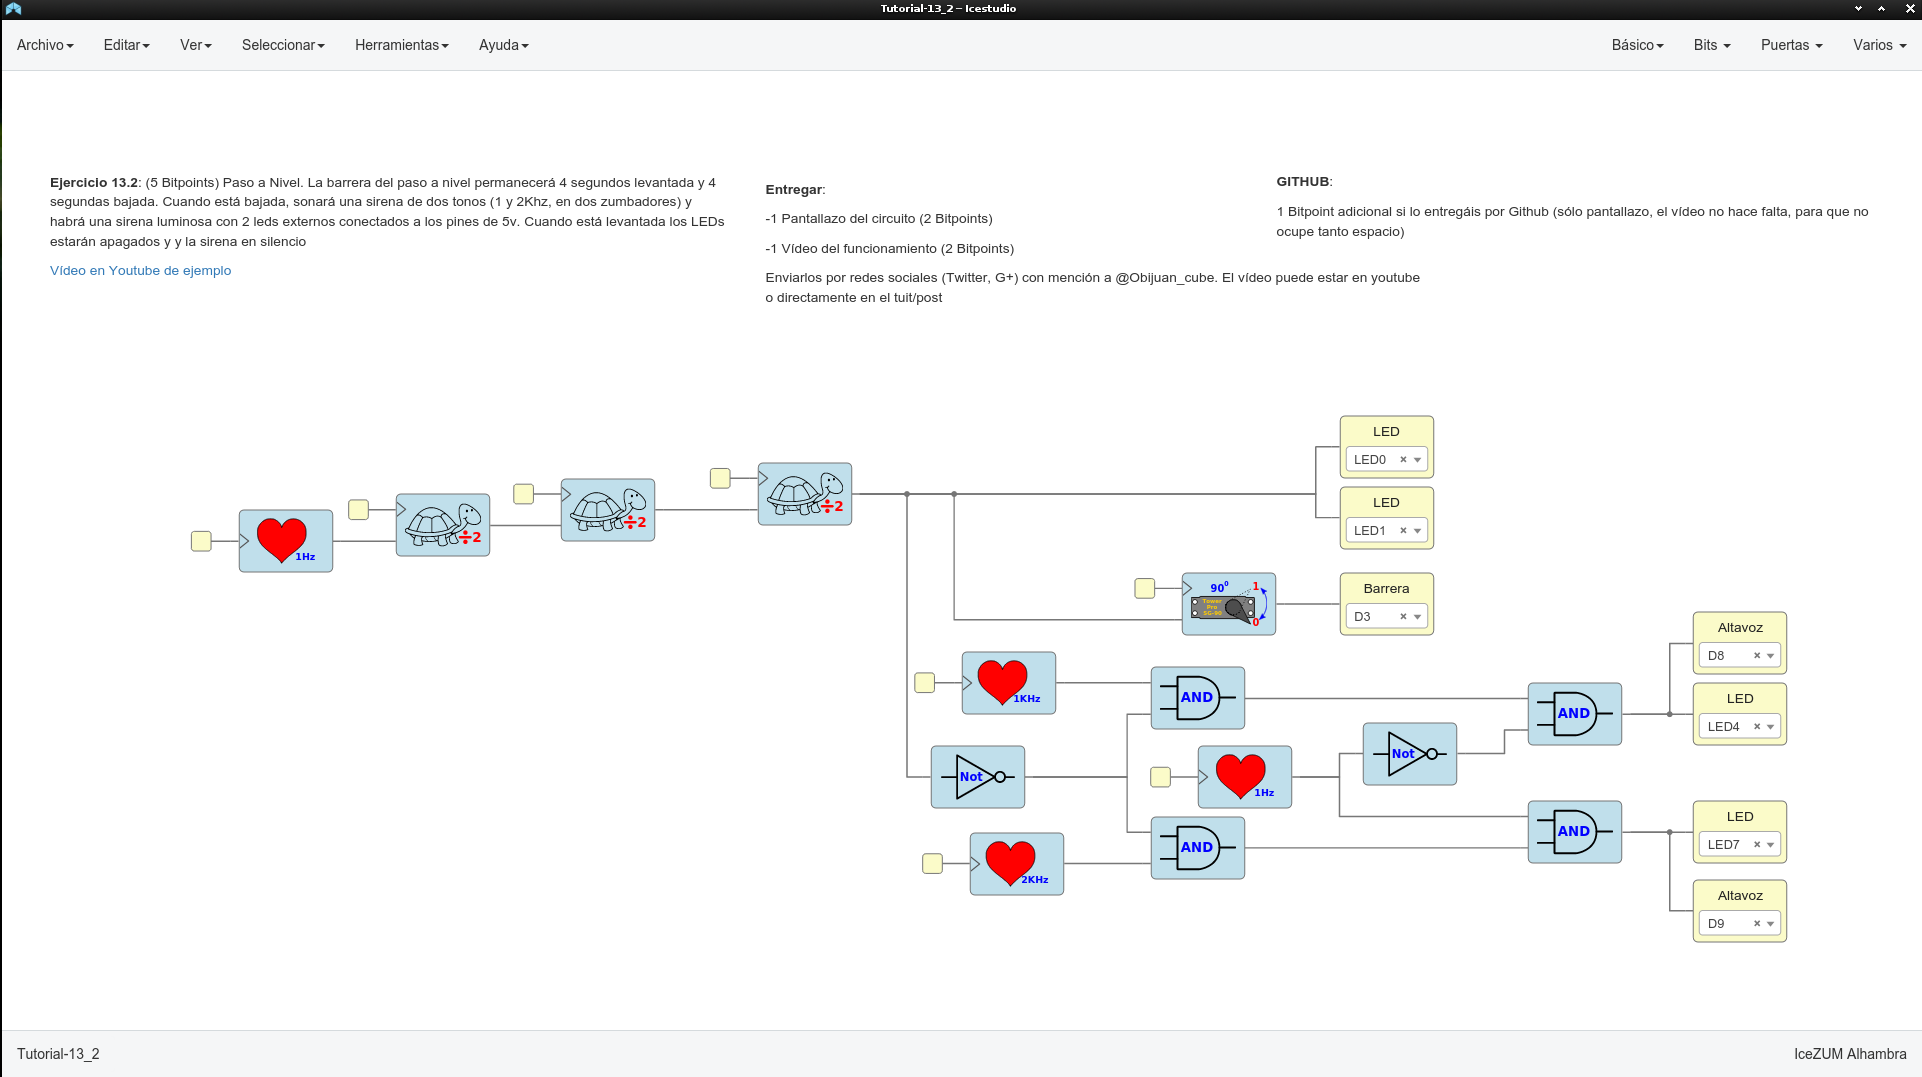 Tutorial-13_2 – Icestudio
Archivo Editar Ver Seleccionar Herramientas Ayuda Básico Bits Puertas Varios
Ejercicio 13.2: (5 Bitpoints) Paso a Nivel. La barrera del paso a nivel permanecerá 4 segundos levantada y 4
segundas bajada. Cuando está bajada, sonará una sirena de dos tonos (1 y 2Khz, en dos zumbadores) y
habrá una sirena luminosa con 2 leds externos conectados a los pines de 5v. Cuando está levantada los LEDs
estarán apagados y y la sirena en silencio
Vídeo en Youtube de ejemplo
Entregar:
-1 Pantallazo del circuito (2 Bitpoints)
-1 Vídeo del funcionamiento (2 Bitpoints)
Enviarlos por redes sociales (Twitter, G+) con mención a @Obijuan_cube. El vídeo puede estar en youtube
o directamente en el tuit/post
GITHUB:
1 Bitpoint adicional si lo entregáis por Github (sólo pantallazo, el vídeo no hace falta, para que no
ocupe tanto espacio)
1Hz
÷2
÷2
÷2
LED
LED0
LED
LED1
90⁰ 1
Tower
Pro
SG-90
0
Barrera
D3
1KHz
AND
Not
1Hz
Not
2KHz
AND
AND
AND
Altavoz
D8
LED
LED4
LED
LED7
Altavoz
D9
Tutorial-13_2
IceZUM Alhambra